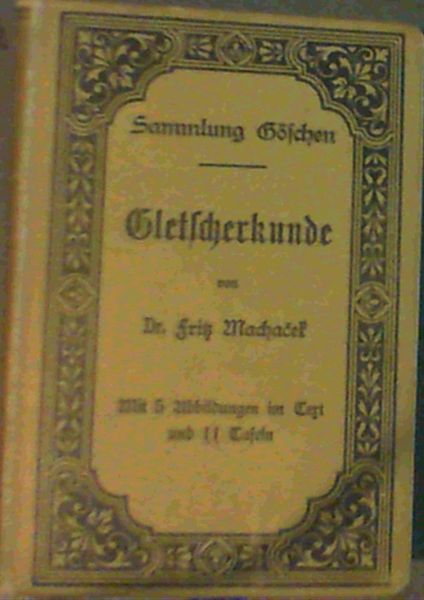 Sammlung Göschen
Gletscherkunde
von
Dr. Fritz Machaček
Mit 5 Abbildungen im Text
und 11 Tafeln